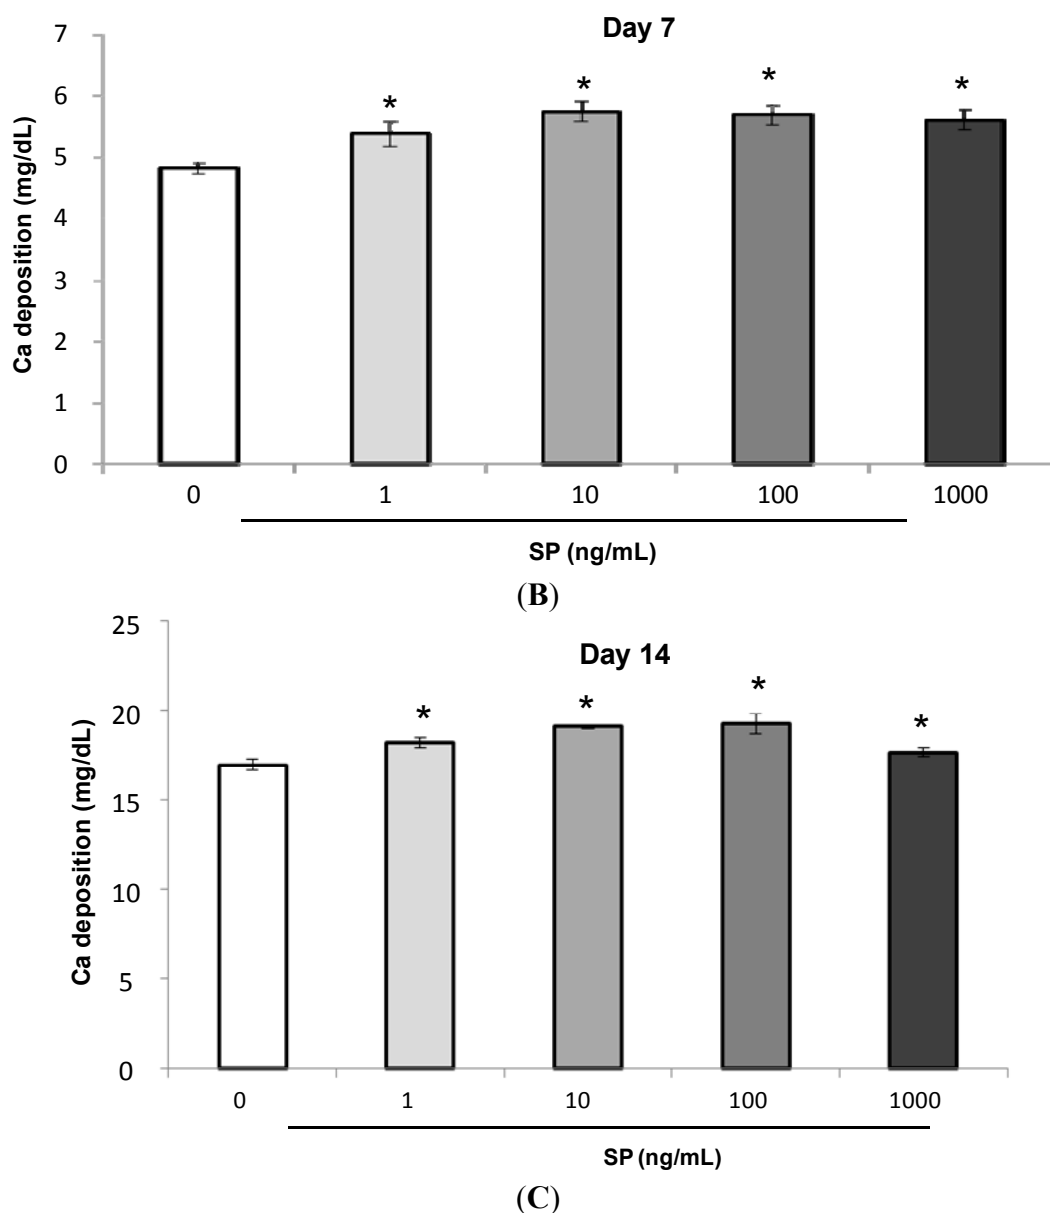 Day 7
7
6
5
4
3
2
1
0
Ca deposition (mg/dL)
* * * * *
0 1 10 100 1000
SP (ng/mL)
(B)
Day 14
25
20
15
10
5
0
Ca deposition (mg/dL)
* * * *
0 1 10 100 1000
SP (ng/mL)
(C)